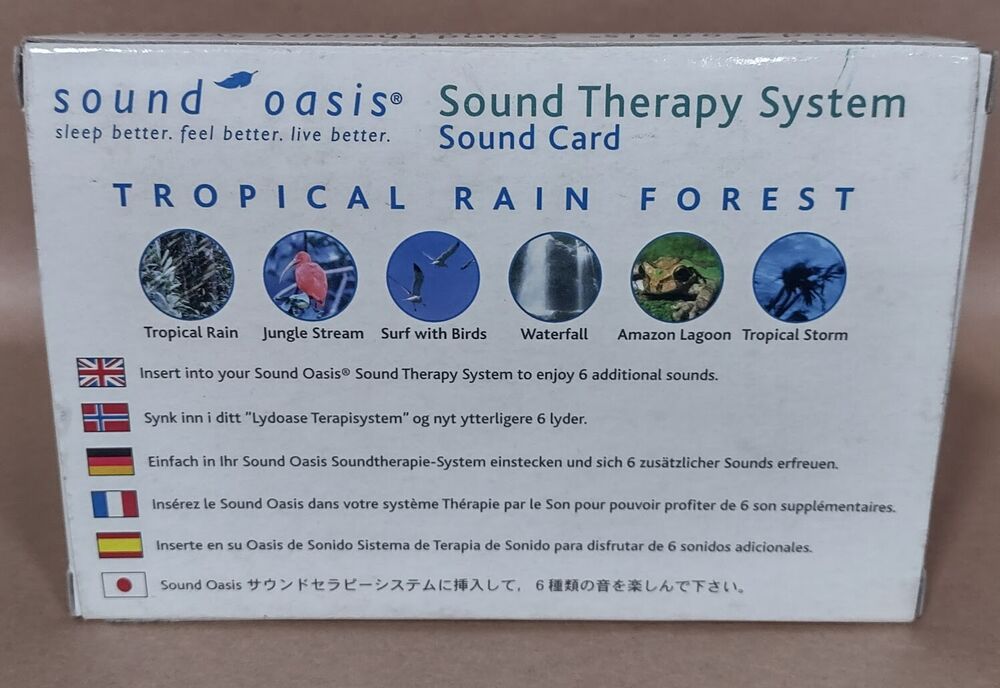 sound oasis®
sleep better. feel better. live better.
Sound Therapy System
Sound Card
TROPICAL RAIN FOREST
Tropical Rain Jungle Stream Surf with Birds Waterfall Amazon Lagoon Tropical Storm
Insert into your Sound Oasis® Sound Therapy System to enjoy 6 additional sounds.
Synk inn i ditt "Lydoase Terapisystem" og nyt ytterligere 6 lyder.
Einfach in Ihr Sound Oasis Soundtherapie-System einstecken und sich 6 zusätzlicher Sounds erfreuen.
Insérez le Sound Oasis dans votre système Thérapie par le Son pour pouvoir profiter de 6 son supplémentaires.
Inserte en su Oasis de Sonido Sistema de Terapia de Sonido para disfrutar de 6 sonidos adicionales.
Sound Oasis サウンドセラピーシステムに挿入して、6種類の音を楽しんで下さい。